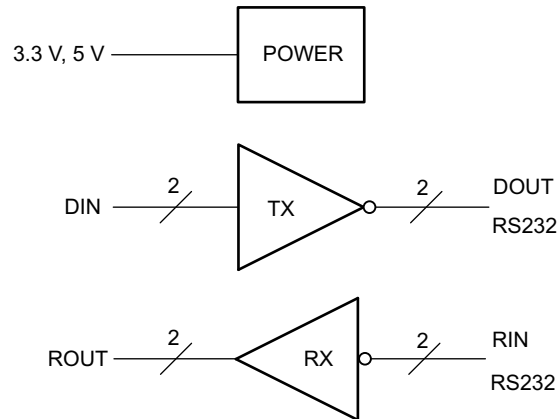 3.3 V, 5 V
POWER
DIN
2
TX
2
DOUT
RS232
ROUT
2
RX
2
RIN
RS232